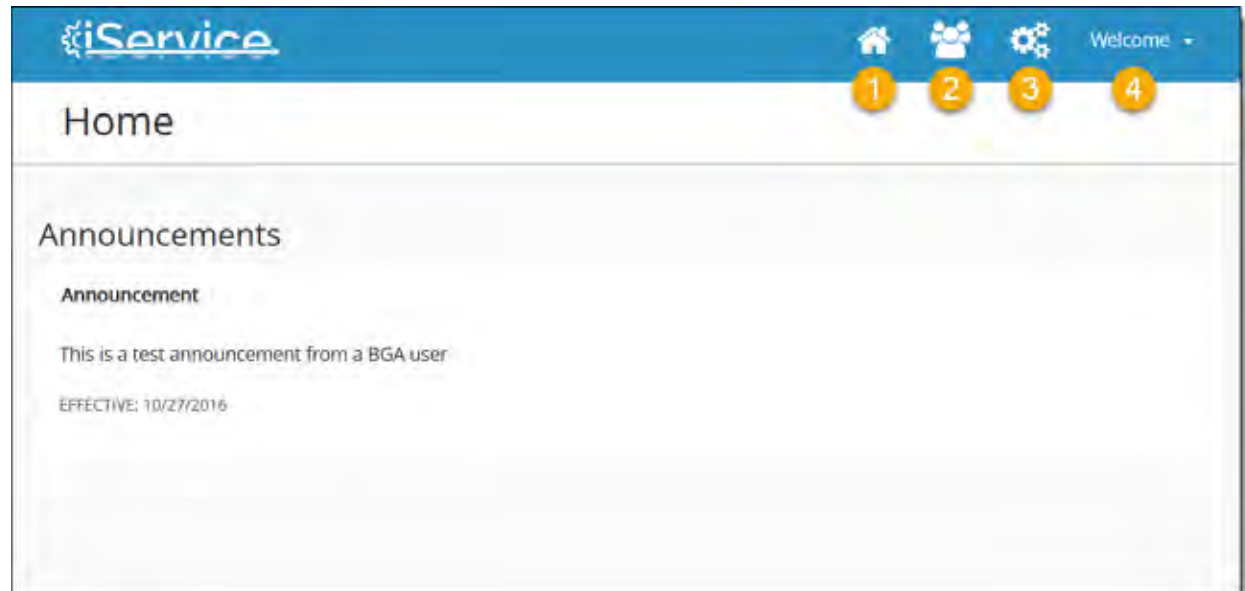 iService
Welcome
1 2 3 4
Home
Announcements
Announcement
This is a test announcement from a BGA user
EFFECTIVE: 10/27/2016